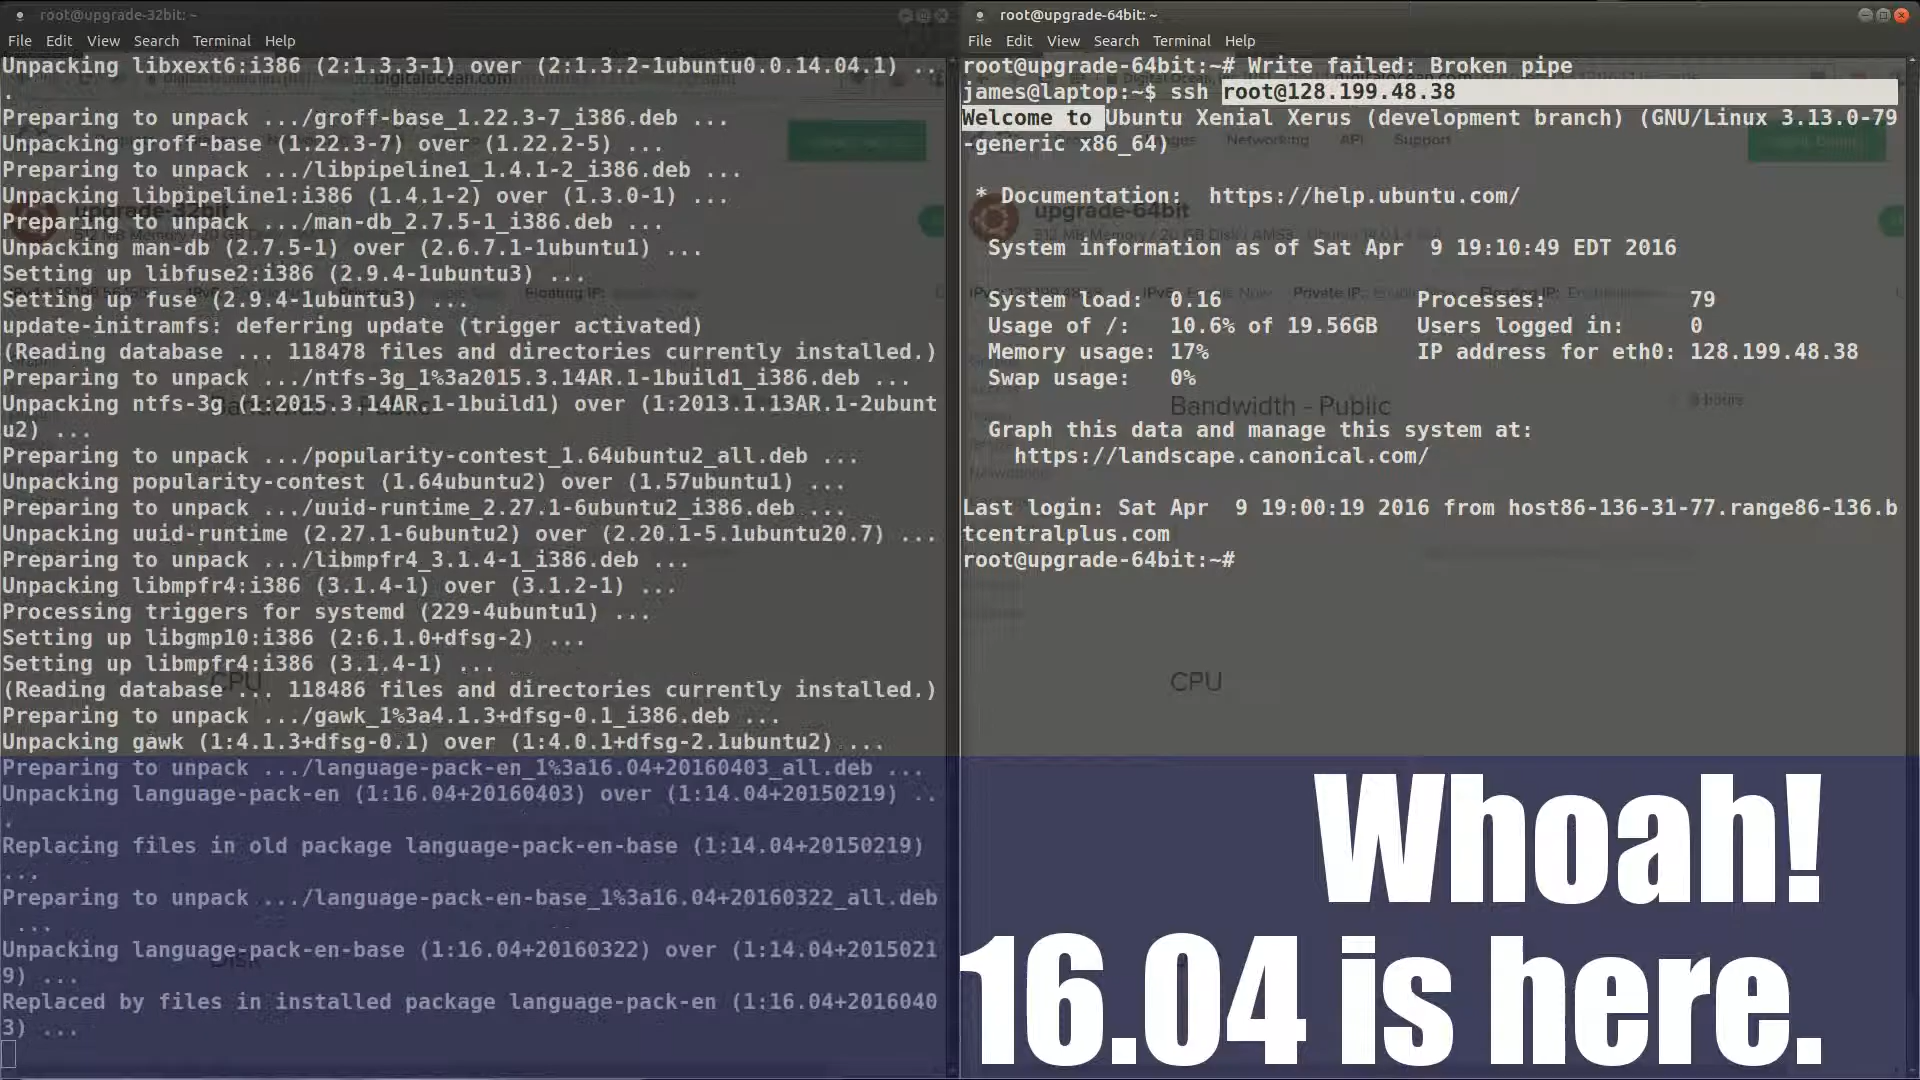 root@upgrade-32bit: ~
File Edit View Search Terminal Help
Unpacking libxext6:i386 (2:1.3.3-1) over (2:1.3.2-1ubuntu0.0.14.04.1) ..
.
Preparing to unpack .../groff-base_1.22.3-7_i386.deb ...
Unpacking groff-base (1.22.3-7) over (1.22.2-5) ...
Preparing to unpack .../libpipeline1_1.4.1-2_i386.deb ...
Unpacking libpipeline1:i386 (1.4.1-2) over (1.3.0-1) ...
Preparing to unpack .../man-db_2.7.5-1_i386.deb ...
Unpacking man-db (2.7.5-1) over (2.6.7.1-1ubuntu1) ...
Setting up libfuse2:i386 (2.9.4-1ubuntu3) ...
Setting up fuse (2.9.4-1ubuntu3) ...
update-initramfs: deferring update (trigger activated)
(Reading database ... 118478 files and directories currently installed.)
Preparing to unpack .../ntfs-3g_1%3a2015.3.14AR.1-1build1_i386.deb ...
Unpacking ntfs-3g (1:2015.3.14AR.1-1build1) over (1:2013.1.13AR.1-2ubunt
u2) ...
Preparing to unpack .../popularity-contest_1.64ubuntu2_all.deb ...
Unpacking popularity-contest (1.64ubuntu2) over (1.57ubuntu1) ...
Preparing to unpack .../uuid-runtime_2.27.1-6ubuntu2_i386.deb ...
Unpacking uuid-runtime (2.27.1-6ubuntu2) over (2.20.1-5.1ubuntu20.7) ...
Preparing to unpack .../libmpfr4_3.1.4-1_i386.deb ...
Unpacking libmpfr4:i386 (3.1.4-1) over (3.1.2-1) ...
Processing triggers for systemd (229-4ubuntu1) ...
Setting up libgmp10:i386 (2:6.1.0+dfsg-2) ...
Setting up libmpfr4:i386 (3.1.4-1) ...
(Reading database ... 118486 files and directories currently installed.)
Preparing to unpack .../gawk_1%3a4.1.3+dfsg-0.1_i386.deb ...
Unpacking gawk (1:4.1.3+dfsg-0.1) over (1:4.0.1+dfsg-2.1ubuntu2) ...
Preparing to unpack .../language-pack-en_1%3a16.04+20160403_all.deb ...
Unpacking language-pack-en (1:16.04+20160403) over (1:14.04+20150219) ..
.
Replacing files in old package language-pack-en-base (1:14.04+20150219)
...
Preparing to unpack .../language-pack-en-base_1%3a16.04+20160322_all.deb
...
Unpacking language-pack-en-base (1:16.04+20160322) over (1:14.04+2015021
9) ...
Replaced by files in installed package language-pack-en (1:16.04+2016040
3) ...
upgrade-32bit
CPU
Disk
root@upgrade-64bit: ~
File Edit View Search Terminal Help
root@upgrade-64bit:~# Write failed: Broken pipe
james@laptop:~$ ssh root@128.199.48.38
Welcome to Ubuntu Xenial Xerus (development branch) (GNU/Linux 3.13.0-79
-generic x86_64)
* Documentation: https://help.ubuntu.com/
System information as of Sat Apr 9 19:10:49 EDT 2016
System load: 0.16 Processes: 79
Usage of /: 10.6% of 19.56GB Users logged in: 0
Memory usage: 17% IP address for eth0: 128.199.48.38
Swap usage: 0%
Graph this data and manage this system at:
https://landscape.canonical.com/
Last login: Sat Apr 9 19:00:19 2016 from host86-136-31-77.range86-136.b
tcentralplus.com
root@upgrade-64bit:~#
Networking API Support
upgrade-64bit
Bandwidth - Public
CPU
Whoah!
16.04 is here.